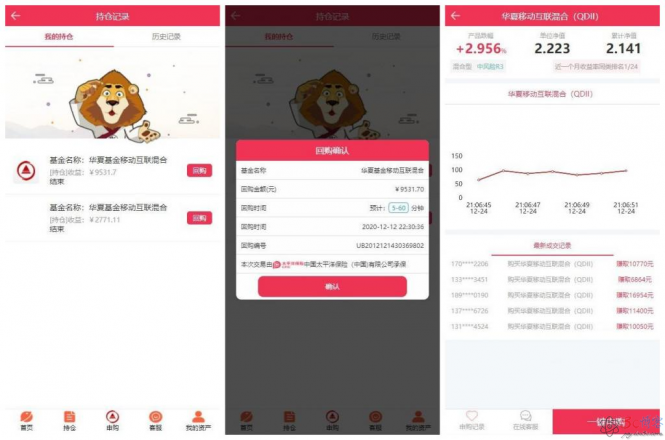 持仓记录
我的持仓
历史记录
基金名称：华夏基金移动互联混合
[持仓]收益：￥9531.7
结束
回购
基金名称：华夏移动互联混合
[持仓]收益：￥2771.11
结束
回购
首页
持仓
申购
客服
我的资产
持仓记录
我的持仓
历史记录
回购确认
基金名称
华夏基金移动互联混合
回购金额(元)
￥9531.70
回购时间
预计：5-60 分钟
回购时间
2020-12-12 22:30:36
回购编号
UB2012121430369802
本次交易由 太平洋保险 中国太平洋保险（中国)有限公司承保
确认
首页
持仓
申购
客服
我的资产
华夏移动互联混合（QDII）
产品涨幅
单位净值
累计净值
+2.956%
2.223
2.141
混合型
中风险R3
近一个月收益率同类排名1/24
华夏移动互联混合（QDII）
150
100
50
0
21:06:45
12-24
21:06:47
12-24
21:06:49
12-24
21:06:51
12-24
最新成交记录
170****2206 购买华夏移动互联混合（QDII） 赚取10770元
133****3451 购买华夏移动互联混合（QDII） 赚取6864元
189****0190 购买华夏移动互联混合（QDII） 赚取16954元
137****6726 购买华夏移动互联混合（QDII） 赚取11400元
131****4524 购买华夏移动互联混合（QDII） 赚取10050元
申购记录
在线客服